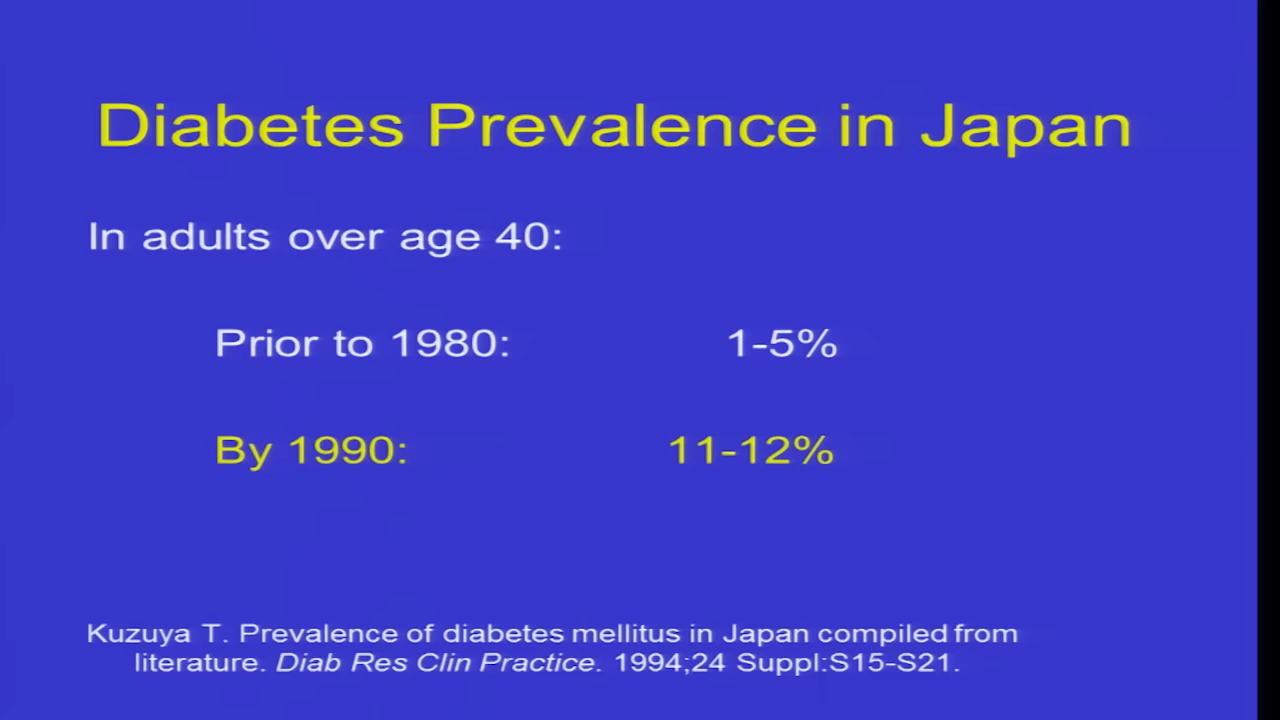 Diabetes Prevalence in Japan
In adults over age 40:
Prior to 1980: 1-5%
By 1990: 11-12%
Kuzuya T. Prevalence of diabetes mellitus in Japan compiled from
literature. Diab Res Clin Practice. 1994;24 Suppl:S15-S21.